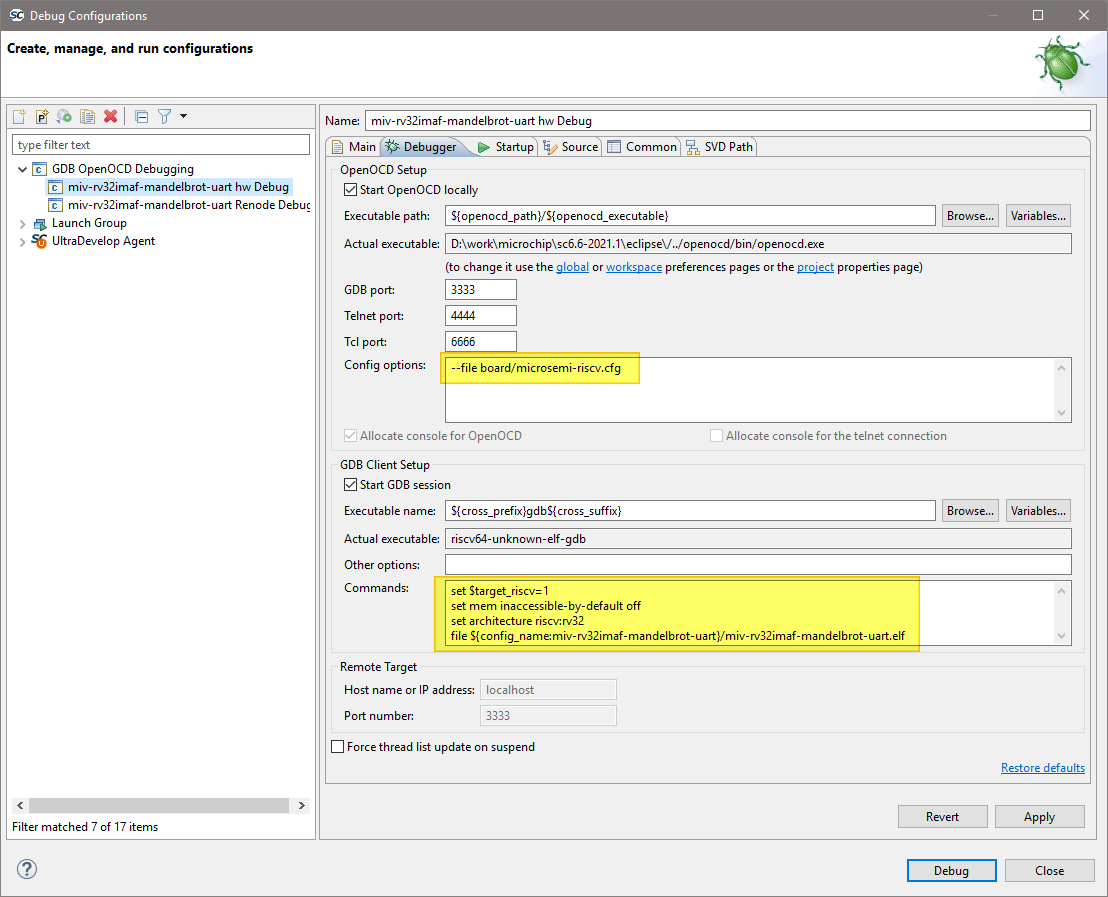 SC Debug Configurations
Create, manage, and run configurations
type filter text
GDB OpenOCD Debugging
miv-rv32imaf-mandelbrot-uart hw Debug
miv-rv32imaf-mandelbrot-uart Renode Debug
Launch Group
UltraDevelop Agent
Filter matched 7 of 17 items
Name: miv-rv32imaf-mandelbrot-uart hw Debug
Main Debugger Startup Source Common SVD Path
OpenOCD Setup
Start OpenOCD locally
Executable path: ${openocd_path}/${openocd_executable} Browse... Variables...
Actual executable: D:\work\microchip\sc6.6-2021.1\eclipse\/../openocd/bin/openocd.exe
(to change it use the global or workspace preferences pages or the project properties page)
GDB port: 3333
Telnet port: 4444
Tcl port: 6666
Config options: --file board/microsemi-riscv.cfg
Allocate console for OpenOCD Allocate console for the telnet connection
GDB Client Setup
Start GDB session
Executable name: ${cross_prefix}gdb${cross_suffix} Browse... Variables...
Actual executable: riscv64-unknown-elf-gdb
Other options:
Commands: set $target_riscv=1
set mem inaccessible-by-default off
set architecture riscv:rv32
file ${config_name:miv-rv32imaf-mandelbrot-uart}/miv-rv32imaf-mandelbrot-uart.elf
Remote Target
Host name or IP address: localhost
Port number: 3333
Force thread list update on suspend
Restore defaults
Revert Apply
? Debug Close